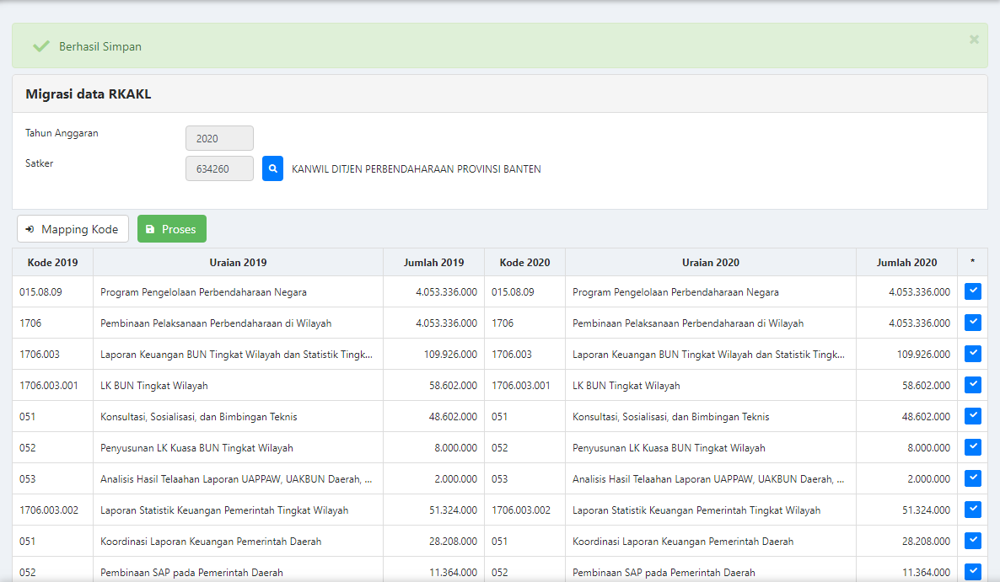 Berhasil Simpan ×
Migrasi data RKAKL
Tahun Anggaran 2020
Satker 634260 KANWIL DITJEN PERBENDAHARAAN PROVINSI BANTEN
Mapping Kode Proses
Kode 2019 Uraian 2019 Jumlah 2019 Kode 2020 Uraian 2020 Jumlah 2020 *
015.08.09 Program Pengelolaan Perbendaharaan Negara 4.053.336.000 015.08.09 Program Pengelolaan Perbendaharaan Negara 4.053.336.000
1706 Pembinaan Pelaksanaan Perbendaharaan di Wilayah 4.053.336.000 1706 Pembinaan Pelaksanaan Perbendaharaan di Wilayah 4.053.336.000
1706.003 Laporan Keuangan BUN Tingkat Wilayah dan Statistik Tingk... 109.926.000 1706.003 Laporan Keuangan BUN Tingkat Wilayah dan Statistik Tingk... 109.926.000
1706.003.001 LK BUN Tingkat Wilayah 58.602.000 1706.003.001 LK BUN Tingkat Wilayah 58.602.000
051 Konsultasi, Sosialisasi, dan Bimbingan Teknis 48.602.000 051 Konsultasi, Sosialisasi, dan Bimbingan Teknis 48.602.000
052 Penyusunan LK Kuasa BUN Tingkat Wilayah 8.000.000 052 Penyusunan LK Kuasa BUN Tingkat Wilayah 8.000.000
053 Analisis Hasil Telaahan Laporan UAPPAW, UAKBUN Daerah, ... 2.000.000 053 Analisis Hasil Telaahan Laporan UAPPAW, UAKBUN Daerah, ... 2.000.000
1706.003.002 Laporan Statistik Keuangan Pemerintah Tingkat Wilayah 51.324.000 1706.003.002 Laporan Statistik Keuangan Pemerintah Tingkat Wilayah 51.324.000
051 Koordinasi Laporan Keuangan Pemerintah Daerah 28.208.000 051 Koordinasi Laporan Keuangan Pemerintah Daerah 28.208.000
052 Pembinaan SAP pada Pemerintah Daerah 11.364.000 052 Pembinaan SAP pada Pemerintah Daerah 11.364.000